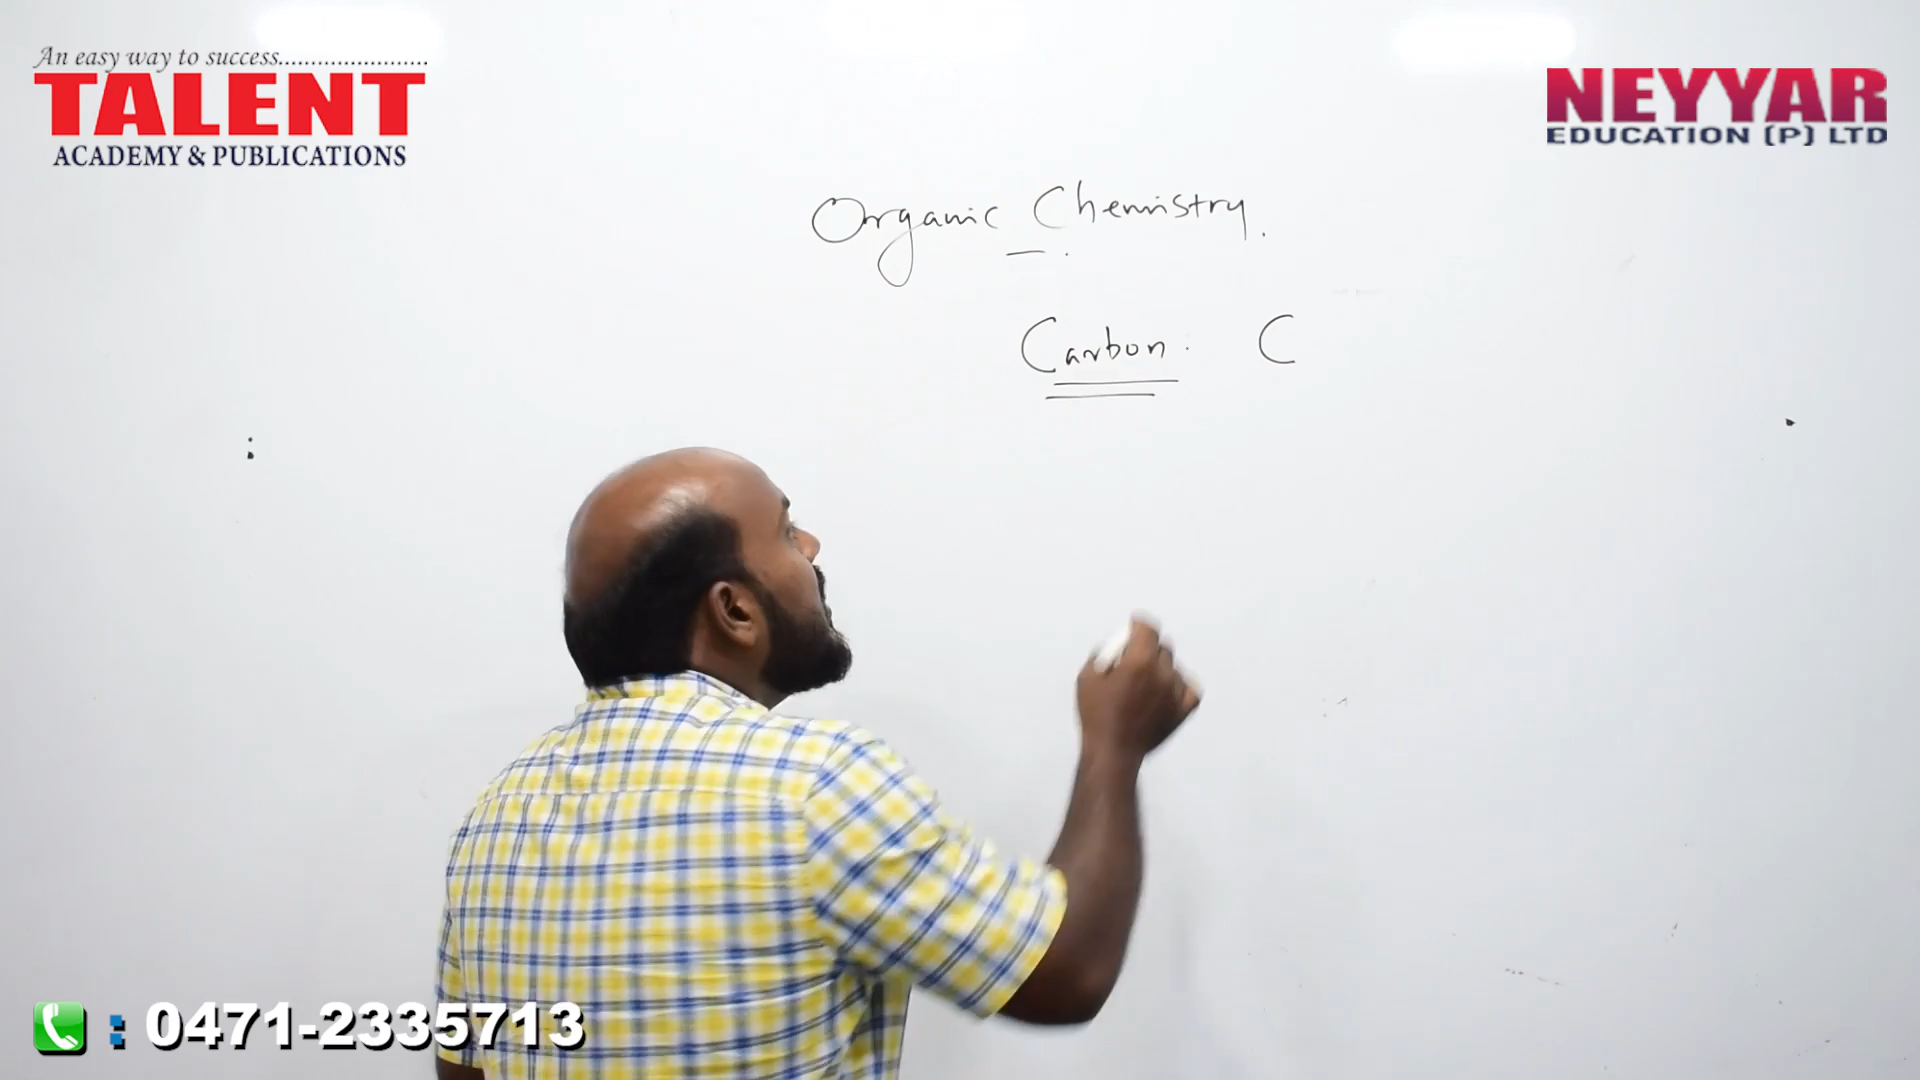 An easy way to success.......................
TALENT
ACADEMY & PUBLICATIONS
NEYYAR
EDUCATION (P) LTD
Organic Chemistry.
Carbon. C
: 0471-2335713